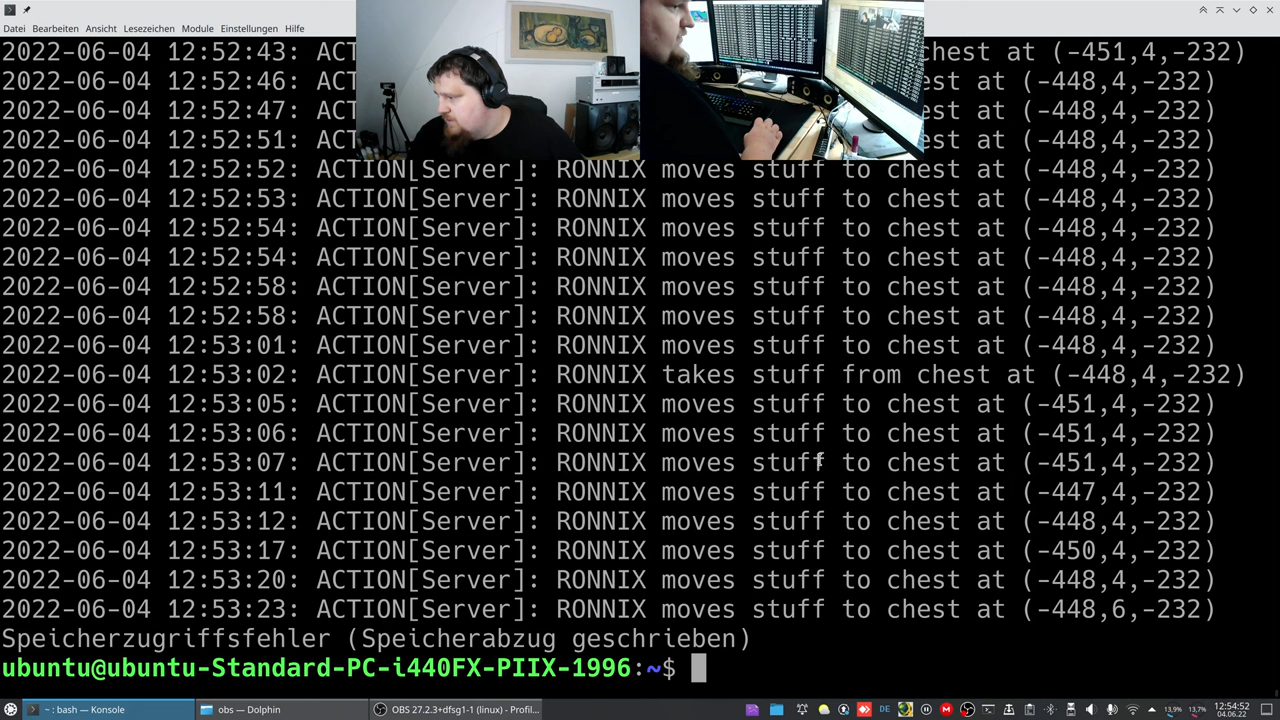 Datei Bearbeiten Ansicht Lesezeichen Module Einstellungen Hilfe
2022-06-04 12:52:43: ACTION chest at (-451,4,-232)
2022-06-04 12:52:46: ACTION chest at (-448,4,-232)
2022-06-04 12:52:47: ACTION chest at (-448,4,-232)
2022-06-04 12:52:51: ACTION chest at (-448,4,-232)
2022-06-04 12:52:52: ACTION[Server]: RONNIX moves stuff to chest at (-448,4,-232)
2022-06-04 12:52:53: ACTION[Server]: RONNIX moves stuff to chest at (-448,4,-232)
2022-06-04 12:52:54: ACTION[Server]: RONNIX moves stuff to chest at (-448,4,-232)
2022-06-04 12:52:54: ACTION[Server]: RONNIX moves stuff to chest at (-448,4,-232)
2022-06-04 12:52:58: ACTION[Server]: RONNIX moves stuff to chest at (-448,4,-232)
2022-06-04 12:52:58: ACTION[Server]: RONNIX moves stuff to chest at (-448,4,-232)
2022-06-04 12:53:01: ACTION[Server]: RONNIX moves stuff to chest at (-448,4,-232)
2022-06-04 12:53:02: ACTION[Server]: RONNIX takes stuff from chest at (-448,4,-232)
2022-06-04 12:53:05: ACTION[Server]: RONNIX moves stuff to chest at (-451,4,-232)
2022-06-04 12:53:06: ACTION[Server]: RONNIX moves stuff to chest at (-451,4,-232)
2022-06-04 12:53:07: ACTION[Server]: RONNIX moves stuff to chest at (-451,4,-232)
2022-06-04 12:53:11: ACTION[Server]: RONNIX moves stuff to chest at (-447,4,-232)
2022-06-04 12:53:12: ACTION[Server]: RONNIX moves stuff to chest at (-448,4,-232)
2022-06-04 12:53:17: ACTION[Server]: RONNIX moves stuff to chest at (-450,4,-232)
2022-06-04 12:53:20: ACTION[Server]: RONNIX moves stuff to chest at (-448,4,-232)
2022-06-04 12:53:23: ACTION[Server]: RONNIX moves stuff to chest at (-448,6,-232)
Speicherzugriffsfehler (Speicherabzug geschrieben)
ubuntu@ubuntu-Standard-PC-i440FX-PIIX-1996:~$
~ : bash — Konsole obs — Dolphin OBS 27.2.3+dfsg1-1 (linux) - Profil... DE 13,9% 13,7% 12:54:52
04.06.22